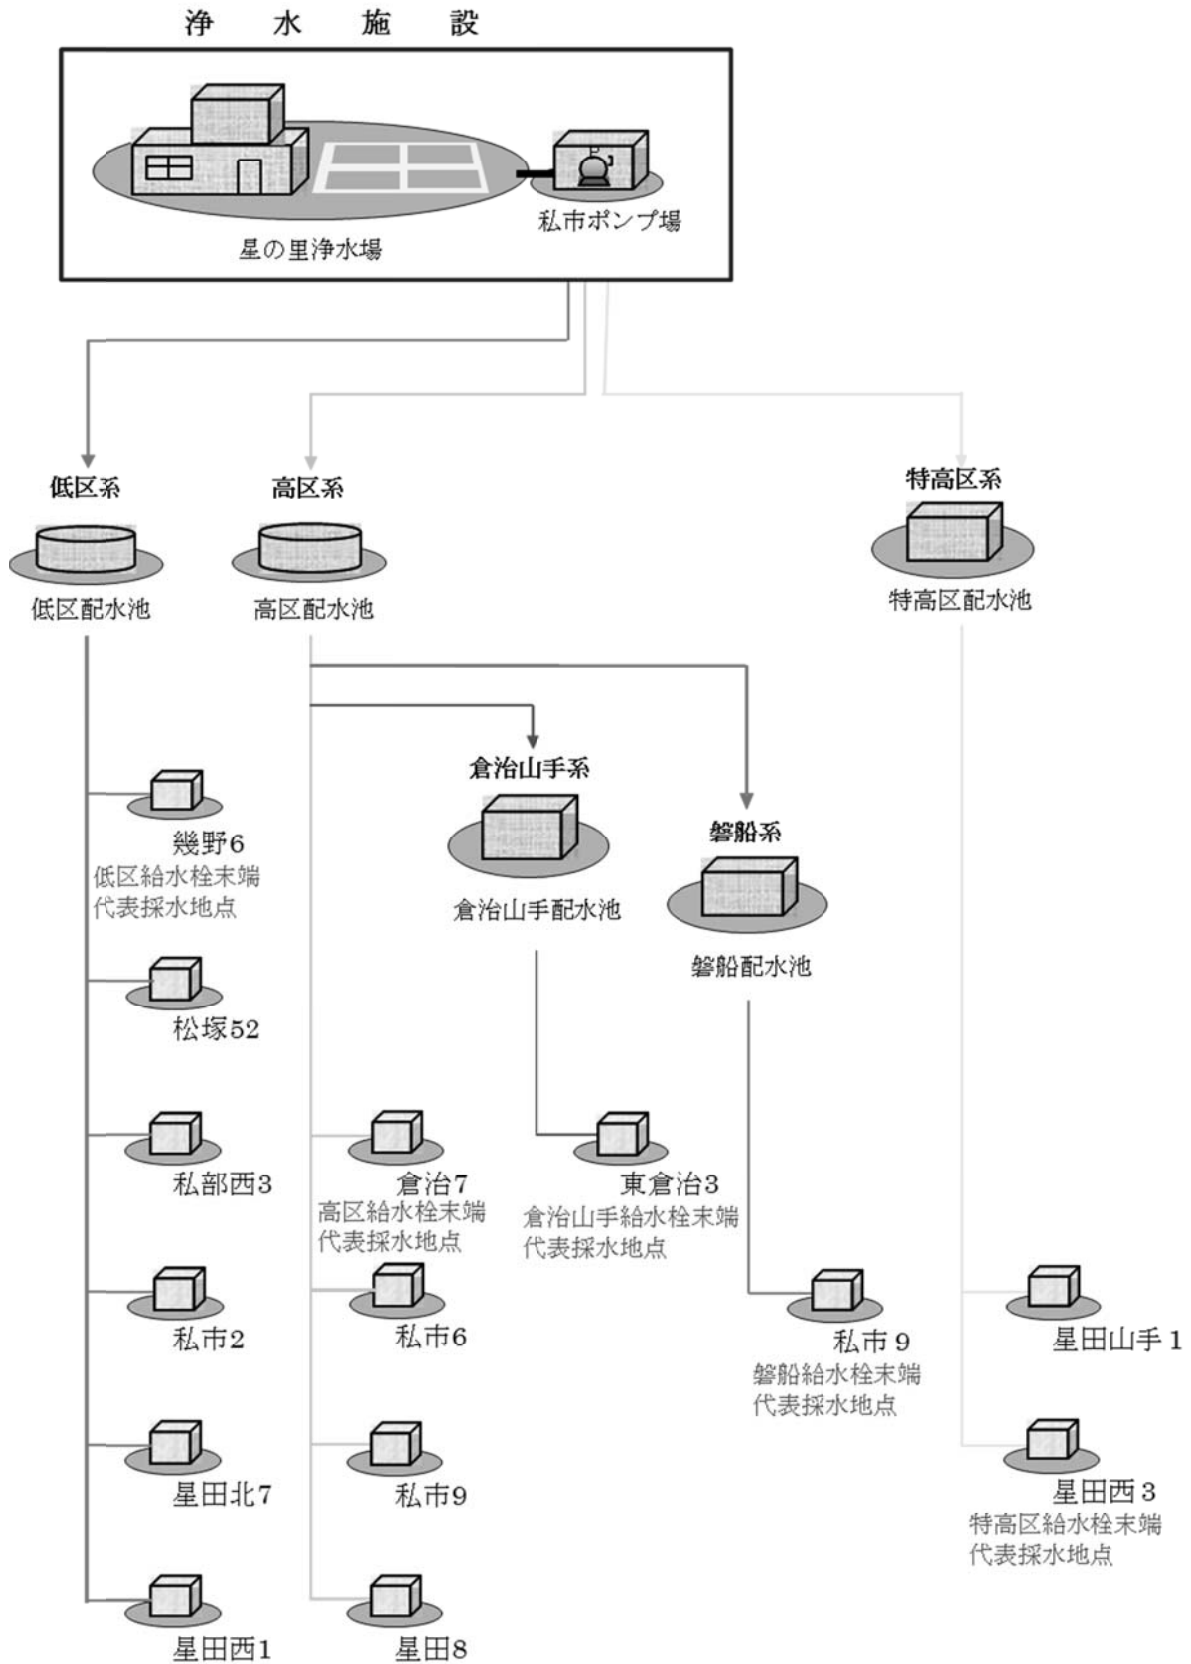 浄水施設
星の里浄水場
私市ポンプ場
低区系
低区配水池
幾野6
低区給水栓末端
代表採水地点
松塚52
私部西3
私市2
星田北7
星田西1
高区系
高区配水池
倉治7
高区給水栓末端
代表採水地点
私市6
私市9
星田8
倉治山手系
倉治山手配水池
東倉治3
倉治山手給水栓末端
代表採水地点
磐船系
磐船配水池
私市9
磐船給水栓末端
代表採水地点
特高区系
特高区配水池
星田山手1
星田西3
特高区給水栓末端
代表採水地点